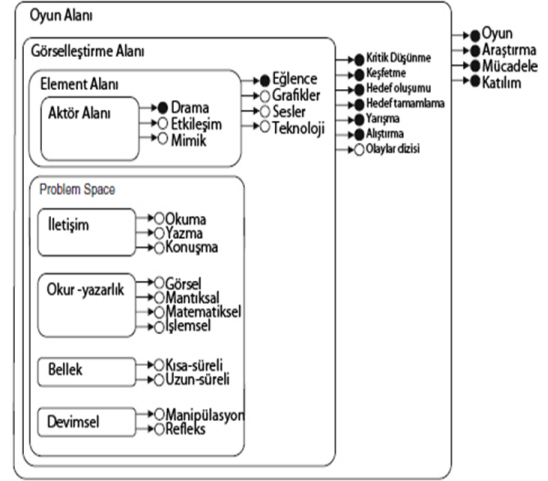 Oyun Alanı
Oyun
Araştırma
Mücadele
Katılım
Görselleştirme Alanı
Kritik Düşünme
Keşfetme
Hedef oluşumu
Hedef tamamlama
Yarışma
Alıştırma
Olaylar dizisi
Element Alanı
Eğlence
Grafikler
Sesler
Teknoloji
Aktör Alanı
Drama
Etkileşim
Mimik
Problem Space
İletişim
Okuma
Yazma
Konuşma
Okur -yazarlık
Görsel
Mantıksal
Matematiksel
İşlemsel
Bellek
Kısa-süreli
Uzun-süreli
Devimsel
Manipülasyon
Refleks